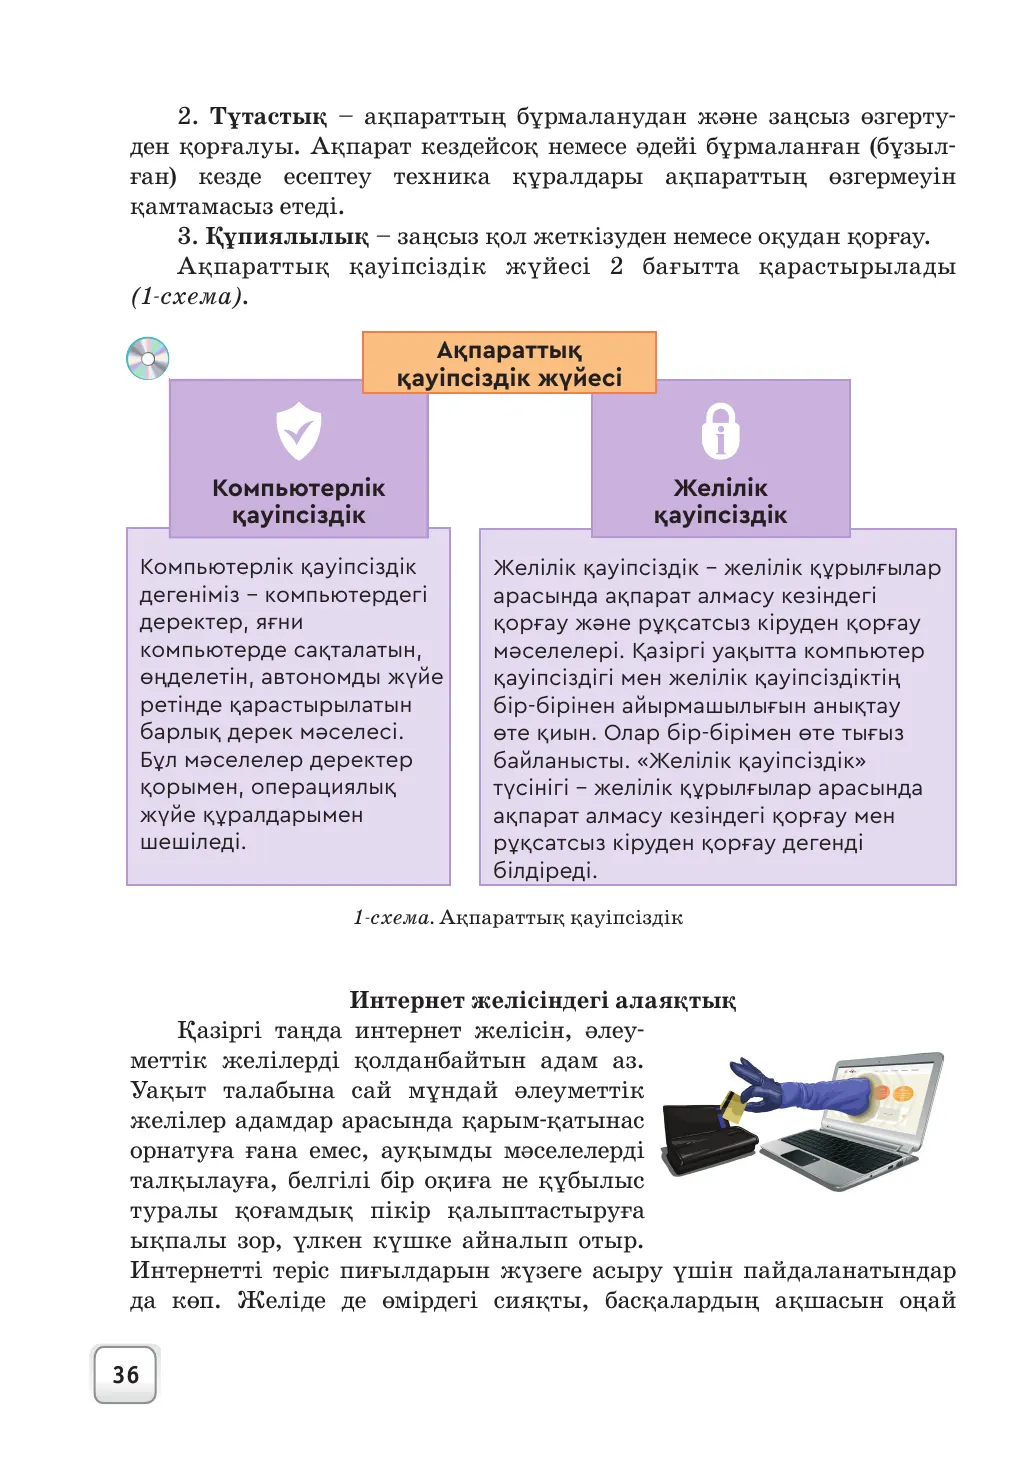 2. Тұтастық – ақпараттың бұрмаланудан және заңсыз өзгерту-
ден қорғалуы. Ақпарат кездейсоқ немесе әдейі бұрмаланған (бұзыл-
ған) кезде есептеу техника құралдары ақпараттың өзгермеуін
қамтамасыз етеді.
3. Құпиялылық – заңсыз қол жеткізуден немесе оқудан қорғау.
Ақпараттық қауіпсіздік жүйесі 2 бағытта қарастырылады
(1-схема).
Ақпараттық
қауіпсіздік жүйесі
Компьютерлік
қауіпсіздік
Компьютерлік қауіпсіздік
дегеніміз – компьютердегі
деректер, яғни
компьютерде сақталатын,
өңделетін, автономды жүйе
ретінде қарастырылатын
барлық дерек мәселесі.
Бұл мәселелер деректер
қорымен, операциялық
жүйе құралдарымен
шешіледі.
Желілік
қауіпсіздік
Желілік қауіпсіздік – желілік құрылғылар
арасында ақпарат алмасу кезіндегі
қорғау және рұқсатсыз кіруден қорғау
мәселелері. Қазіргі уақытта компьютер
қауіпсіздігі мен желілік қауіпсіздіктің
бір-бірінен айырмашылығын анықтау
өте қиын. Олар бір-бірімен өте тығыз
байланысты. «Желілік қауіпсіздік»
түсінігі – желілік құрылғылар арасында
ақпарат алмасу кезіндегі қорғау мен
рұқсатсыз кіруден қорғау дегенді
білдіреді.
1-схема. Ақпараттық қауіпсіздік
Интернет желісіндегі алаяқтық
Қазіргі таңда интернет желісін, әлеу-
меттік желілерді қолданбайтын адам аз.
Уақыт талабына сай мұндай әлеуметтік
желілер адамдар арасында қарым-қатынас
орнатуға ғана емес, ауқымды мәселелерді
талқылауға, белгілі бір оқиға не құбылыс
туралы қоғамдық пікір қалыптастыруға
ықпалы зор, үлкен күшке айналып отыр.
Интернетті теріс пиғылдарын жүзеге асыру үшін пайдаланатындар
да көп. Желіде де өмірдегі сияқты, басқалардың ақшасын оңай
36